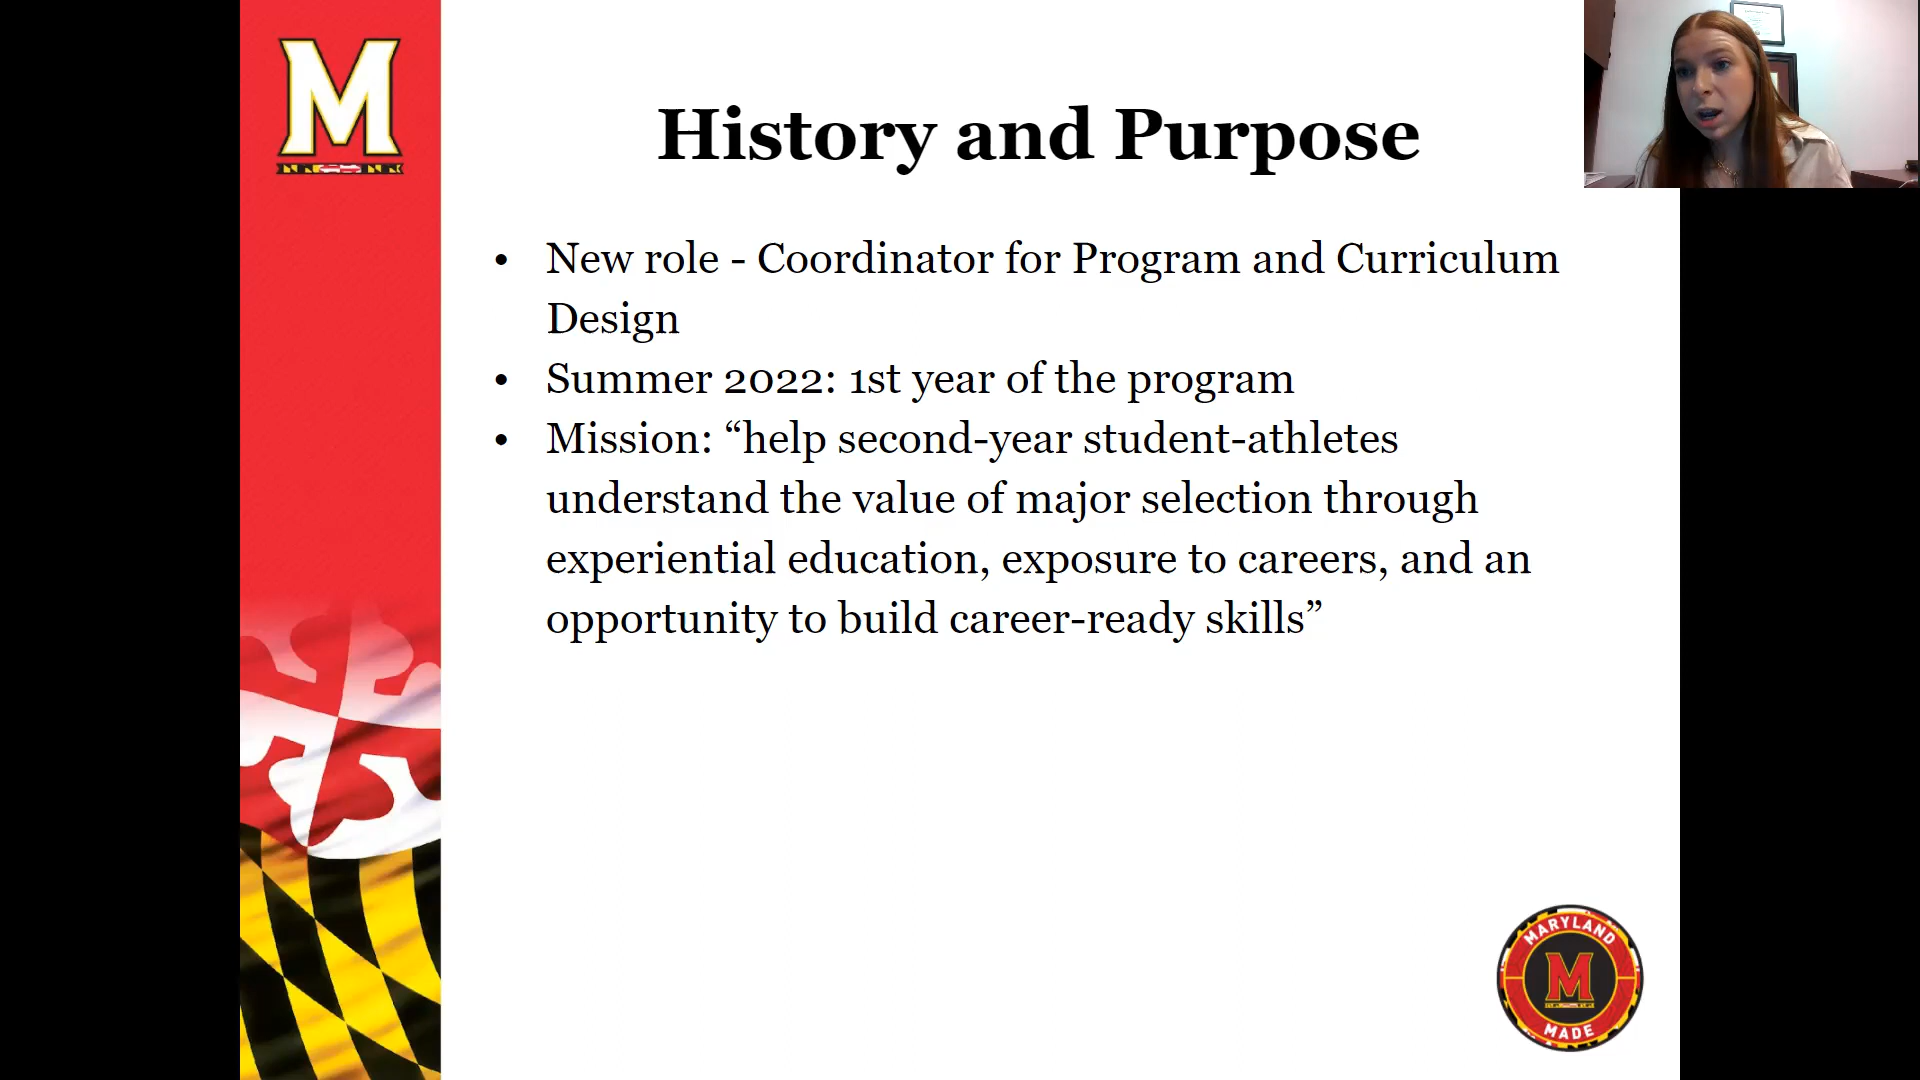 M
History and Purpose
• New role - Coordinator for Program and Curriculum
Design
• Summer 2022: 1st year of the program
• Mission: “help second-year student-athletes
understand the value of major selection through
experiential education, exposure to careers, and an
opportunity to build career-ready skills”
MARYLAND
M
MADE